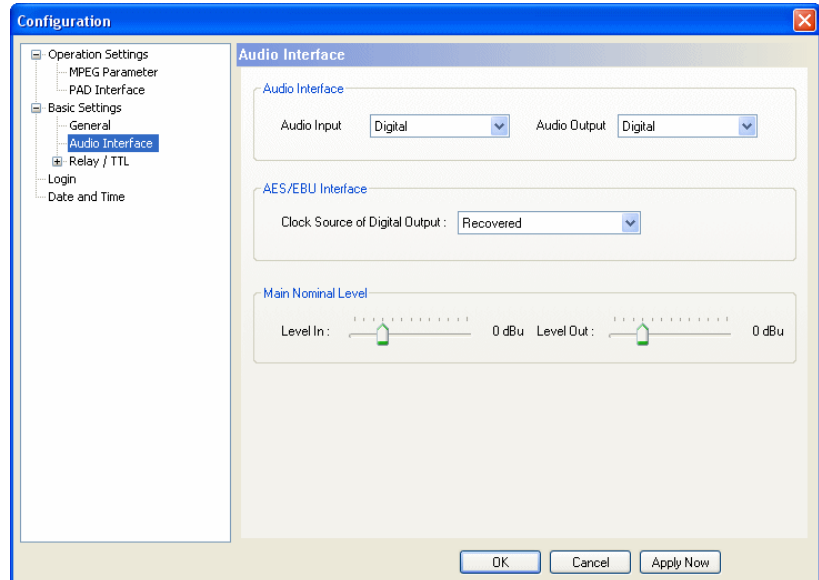 Configuration
Operation Settings
MPEG Parameter
PAD Interface
Basic Settings
General
Audio Interface
Relay / TTL
Login
Date and Time
Audio Interface
Audio Interface
Audio Input Digital Audio Output Digital
AES/EBU Interface
Clock Source of Digital Output : Recovered
Main Nominal Level
Level In : 0 dBu Level Out : 0 dBu
OK Cancel Apply Now